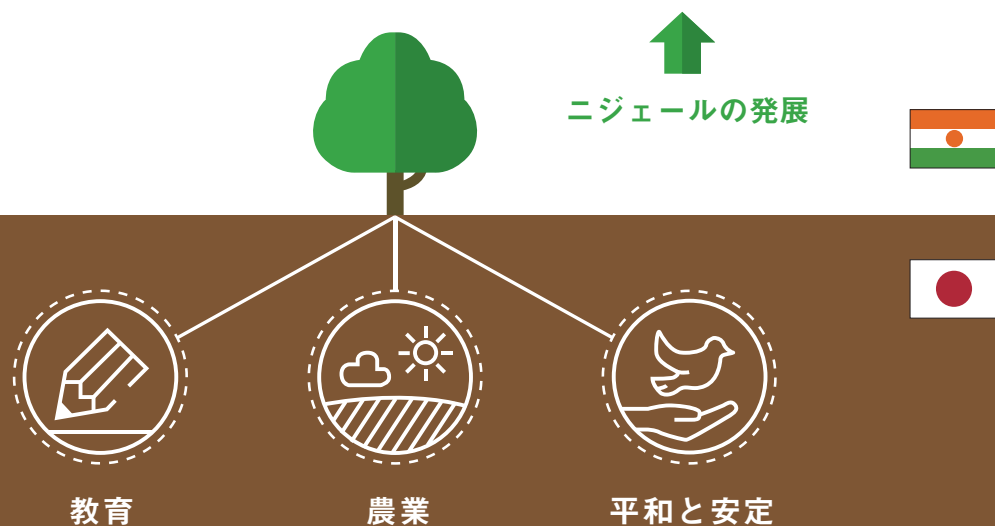 ニジェールの発展
教育
農業
平和と安定